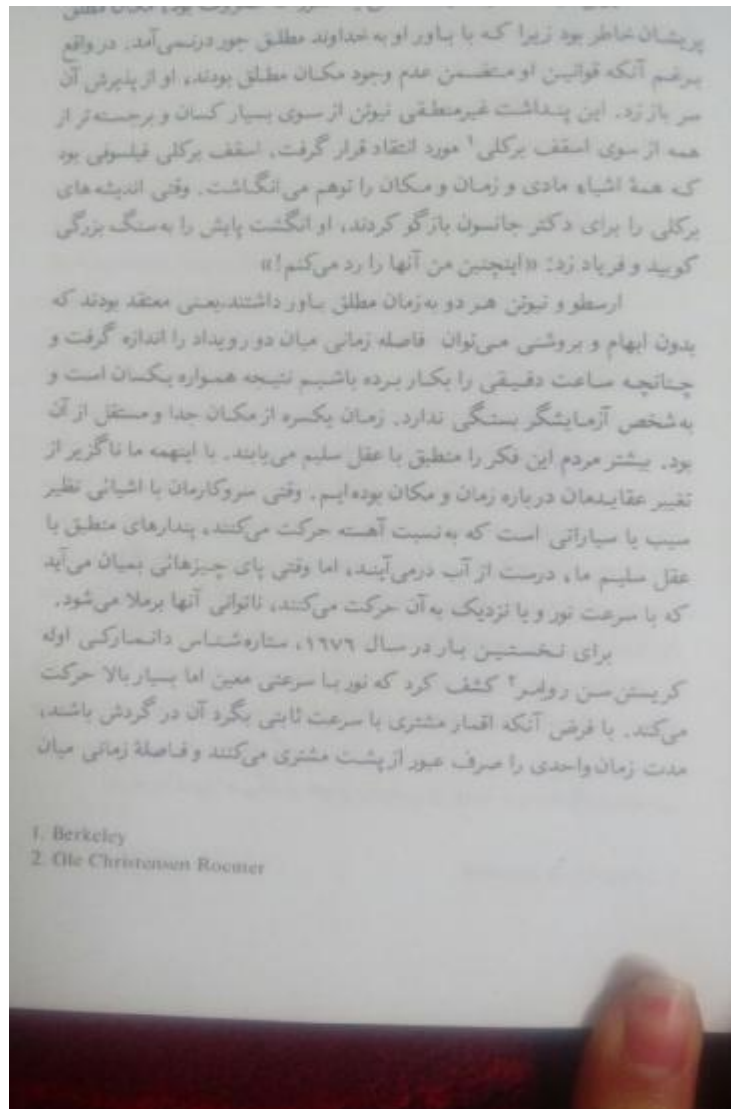 پریشان خاطر بود زیرا که با باور او به خداوند مطلق جور درنمی‌آمد. در واقع
برغم آنکه قوانین او متضمن عدم وجود مکان مطلق بودند، او از پذیرش آن
سر باز زد. این پنداشت غیرمنطقی نیوتن از سوی بسیار کسان و برجسته‌تر از
همه از سوی اسقف برکلی۱ مورد انتقاد قرار گرفت. اسقف برکلی فیلسوفی بود
که همهٔ اشیاء مادی و زمان و مکان را توهم می‌انگاشت. وقتی اندیشه‌های
برکلی را برای دکتر جانسون بازگو کردند، او انگشت پایش را به‌سنگ بزرگی
کوبید و فریاد زد: «اینچنین من آنها را رد می‌کنم!»
ارسطو و نیوتن هر دو به‌زمان مطلق باور داشتند،یعنی معتقد بودند که
بدون ابهام و بروشنی می‌توان فاصله زمانی میان دو رویداد را اندازه گرفت و
چنانچه ساعت دقیقی را بکار برده باشیم نتیجه همواره یکسان است و
به‌شخص آزمایشگر بستگی ندارد. زمان یکسره از مکان جدا و مستقل از آن
بود. بیشتر مردم این فکر را منطبق با عقل سلیم می‌یابند. با اینهمه ما ناگزیر از
تغییر عقایدمان درباره زمان و مکان بوده‌ایم. وقتی سروکارمان با اشیائی نظیر
سیب یا سیاراتی است که به‌نسبت آهسته حرکت می‌کنند، پندارهای منطبق با
عقل سلیم ما، درست از آب درمی‌آیند، اما وقتی پای چیزهائی بمیان می‌آید
که با سرعت نور و یا نزدیک به‌آن حرکت می‌کنند، ناتوانی آنها برملا می‌شود.
برای نخستین بار در سال ۱۶۷۶، ستاره‌شناس دانمارکی اوله
کریستن‌سن رولمر۲ کشف کرد که نور با سرعتی معین اما بسیار بالا حرکت
می‌کند. با فرض آنکه اقمار مشتری با سرعت ثابتی بگرد آن در گردش باشند،
مدت زمان واحدی را صرف عبور از پشت مشتری می‌کنند و فاصلهٔ زمانی میان
1. Berkeley
2. Ole Christensen Roemer